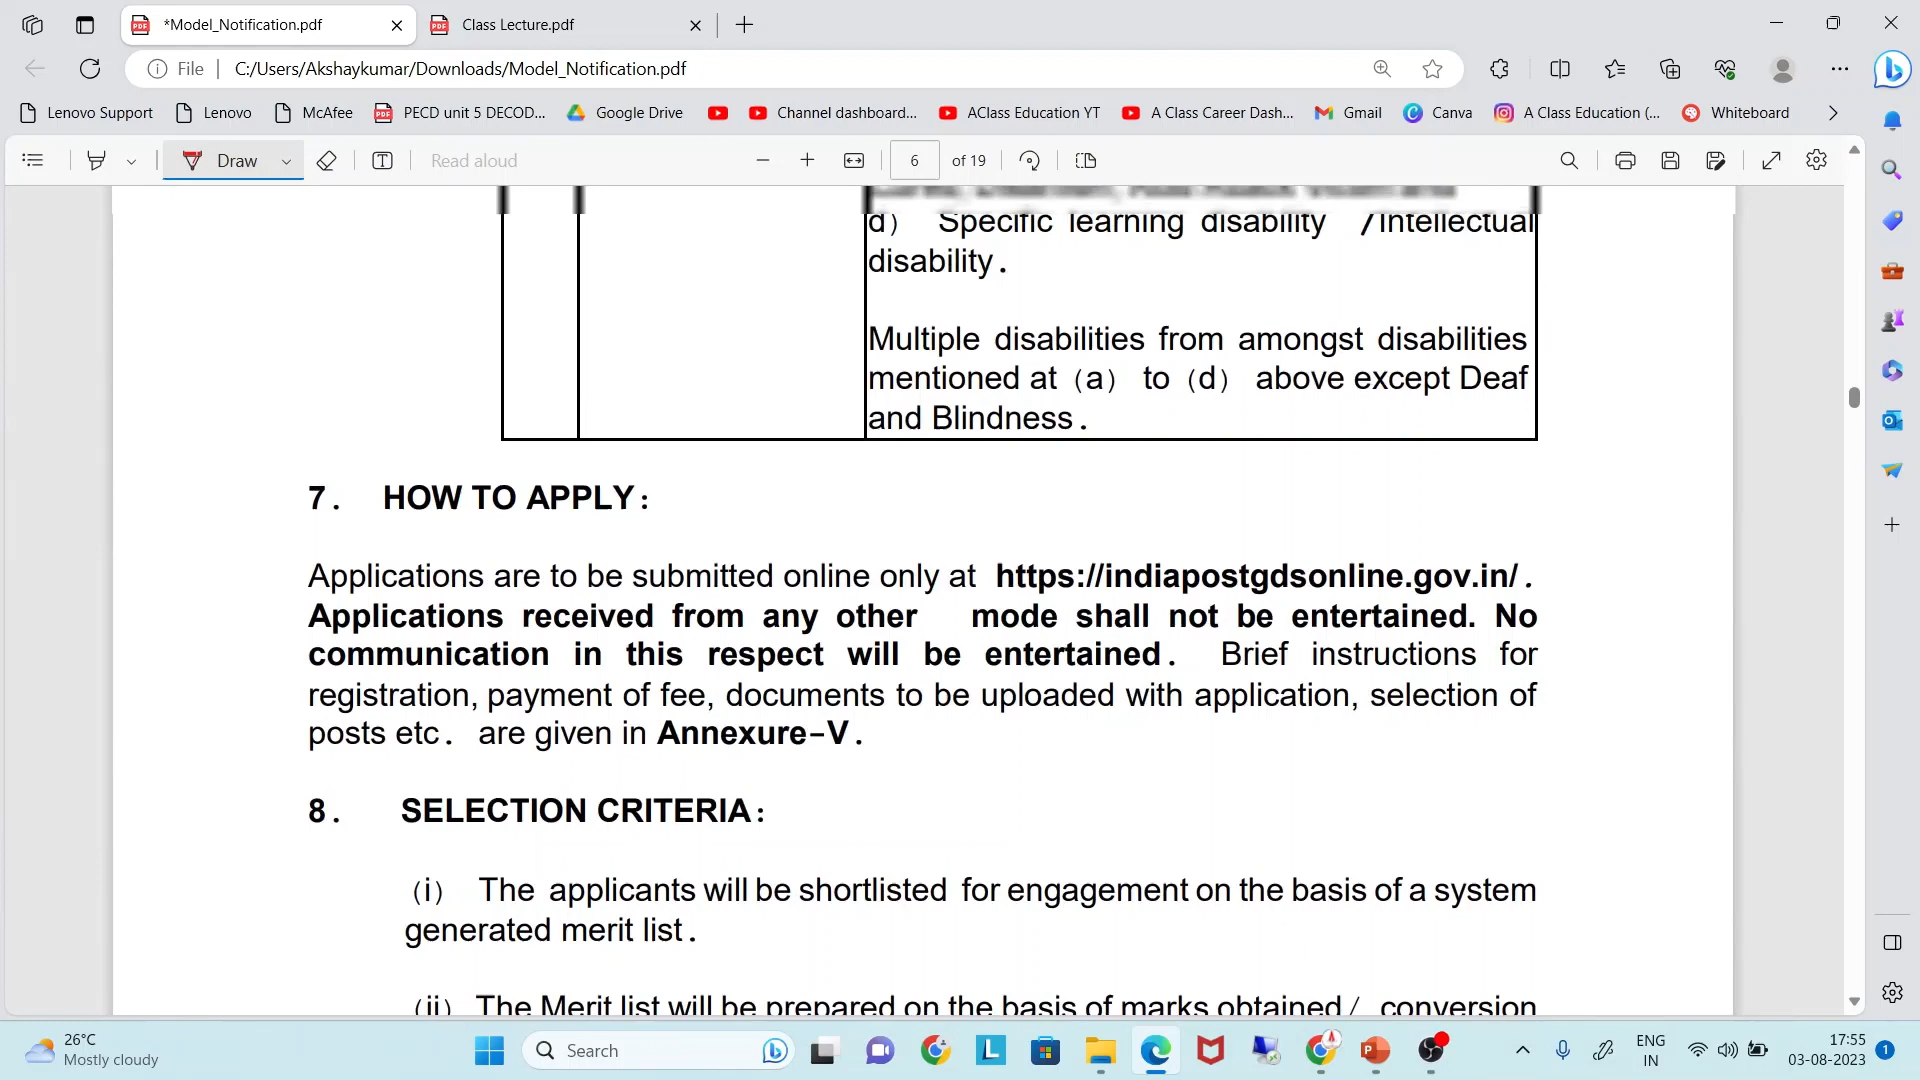 *Model_Notification.pdf
Class Lecture.pdf
File
C:/Users/Akshaykumar/Downloads/Model_Notification.pdf
Lenovo Support
Lenovo
McAfee
PECD unit 5 DECOD...
Google Drive
Channel dashboard...
AClass Education YT
A Class Career Dash...
Gmail
Canva
A Class Education (...
Whiteboard
Draw
Read aloud
6 of 19
d) Specific learning disability /Intellectual
disability.
Multiple disabilities from amongst disabilities
mentioned at (a) to (d) above except Deaf
and Blindness.
7. HOW TO APPLY:
Applications are to be submitted online only at https://indiapostgdsonline.gov.in/.
Applications received from any other mode shall not be entertained. No
communication in this respect will be entertained. Brief instructions for
registration, payment of fee, documents to be uploaded with application, selection of
posts etc. are given in Annexure-V.
8. SELECTION CRITERIA:
(i) The applicants will be shortlisted for engagement on the basis of a system
generated merit list.
(ii) The Merit list will be prepared on the basis of marks obtained/ conversion
26°C
Mostly cloudy
Search
ENG
IN
17:55
03-08-2023
1